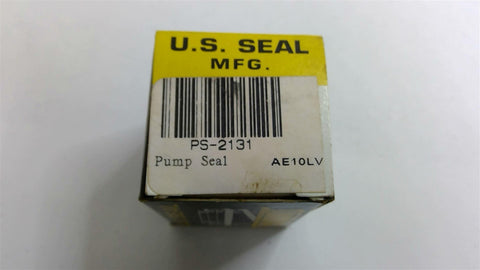 U.S. SEAL
MFG.
PS-2131
Pump Seal AE10LV